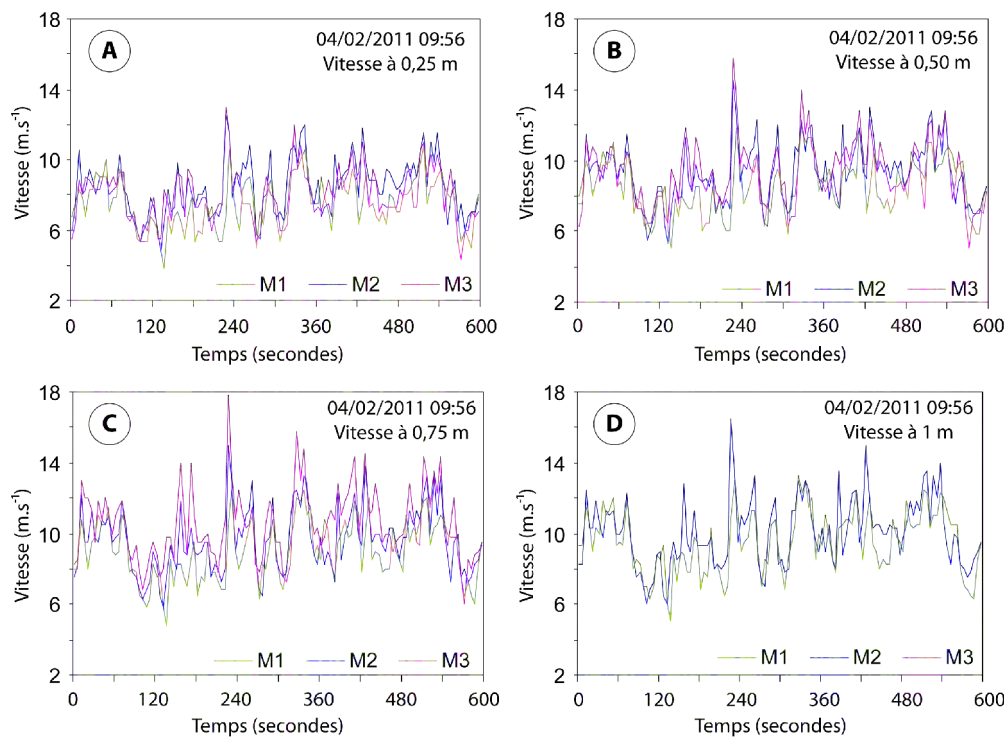 A
04/02/2011 09:56
Vitesse à 0,25 m
Vitesse (m.s⁻¹)
18
14
10
6
2
M1 M2 M3
0 120 240 360 480 600
Temps (secondes)
B
04/02/2011 09:56
Vitesse à 0,50 m
Vitesse (m.s⁻¹)
18
14
10
6
2
M1 M2 M3
0 120 240 360 480 600
Temps (secondes)
C
04/02/2011 09:56
Vitesse à 0,75 m
Vitesse (m.s⁻¹)
18
14
10
6
2
M1 M2 M3
0 120 240 360 480 600
Temps (secondes)
D
04/02/2011 09:56
Vitesse à 1 m
Vitesse (m.s⁻¹)
18
14
10
6
2
M1 M2 M3
0 120 240 360 480 600
Temps (secondes)